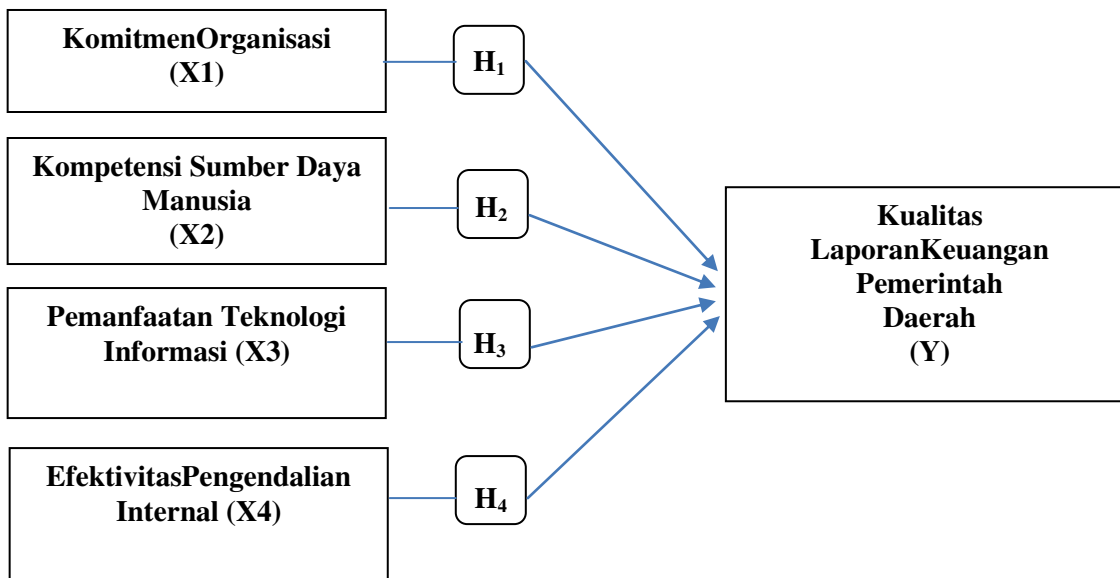 KomitmenOrganisasi
(X1)
H₁
Kompetensi Sumber Daya
Manusia
(X2)
H₂
Pemanfaatan Teknologi
Informasi (X3)
H₃
EfektivitasPengendalian
Internal (X4)
H₄
Kualitas
LaporanKeuangan
Pemerintah
Daerah
(Y)